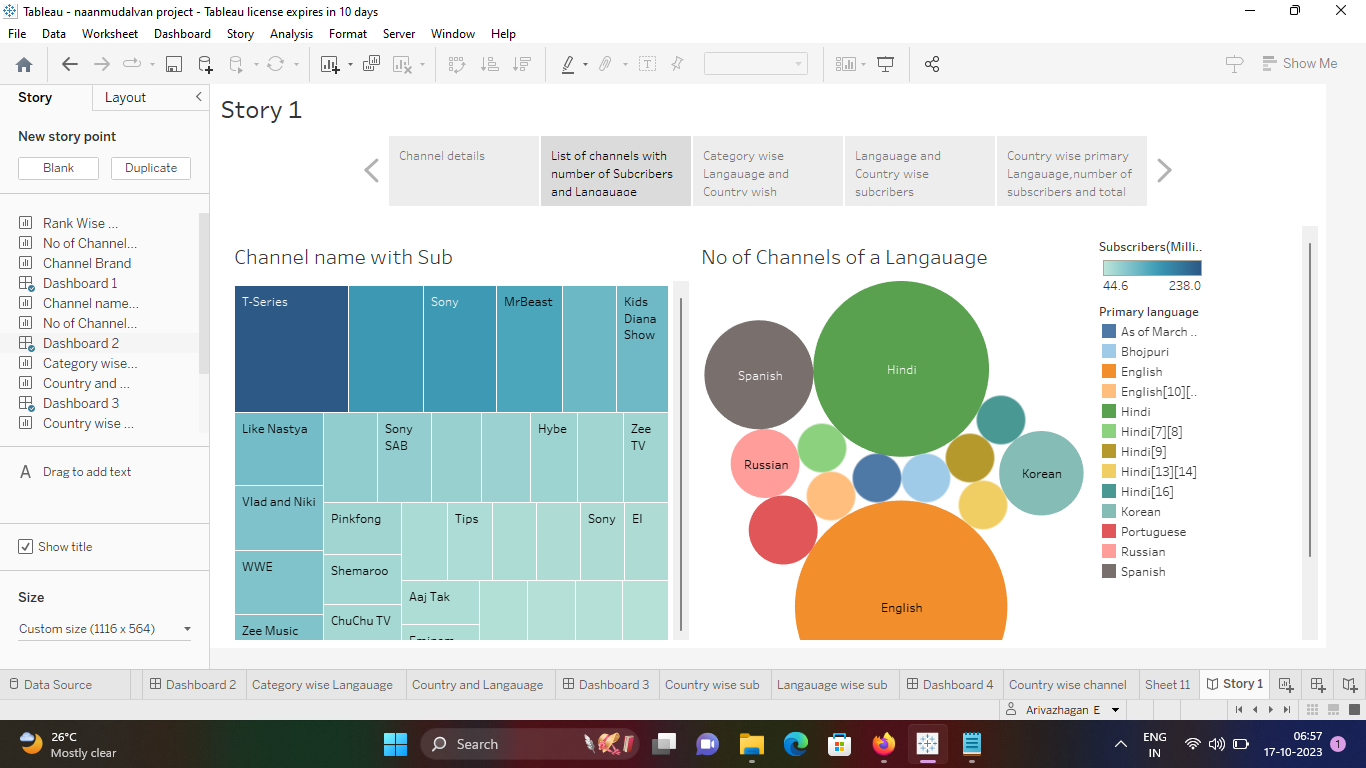 Tableau - naanmudalvan project - Tableau license expires in 10 days
File Data Worksheet Dashboard Story Analysis Format Server Window Help
Show Me
Story Layout
New story point
Blank Duplicate
Rank Wise ...
No of Channel...
Channel Brand
Dashboard 1
Channel name...
No of Channel...
Dashboard 2
Category wise...
Country and ...
Dashboard 3
Country wise ...
A Drag to add text
Show title
Size
Custom size (1116 x 564)
Story 1
Channel details
List of channels with
number of Subcribers
and Langauage
Category wise
Langauage and
Country wish
Langauage and
Country wise
subcribers
Country wise primary
Langauage,number of
subscribers and total
Channel name with Sub
T-Series
Sony
MrBeast
Kids
Diana
Show
Like Nastya
Sony
SAB
Hybe
Zee
TV
Vlad and Niki
Pinkfong
Tips
Sony
El
WWE
Shemaroo
Aaj Tak
Zee Music
ChuChu TV
Eminem
No of Channels of a Langauage
Spanish
Hindi
Russian
Korean
English
Subscribers(Milli..
44.6 238.0
Primary language
As of March ..
Bhojpuri
English
English[10][..
Hindi
Hindi[7][8]
Hindi[9]
Hindi[13][14]
Hindi[16]
Korean
Portuguese
Russian
Spanish
Data Source Dashboard 2 Category wise Langauage Country and Langauage Dashboard 3 Country wise sub Langauage wise sub Dashboard 4 Country wise channel Sheet 11 Story 1
Arivazhagan E
26°C
Mostly clear
Search
ENG
IN
06:57
17-10-2023
1